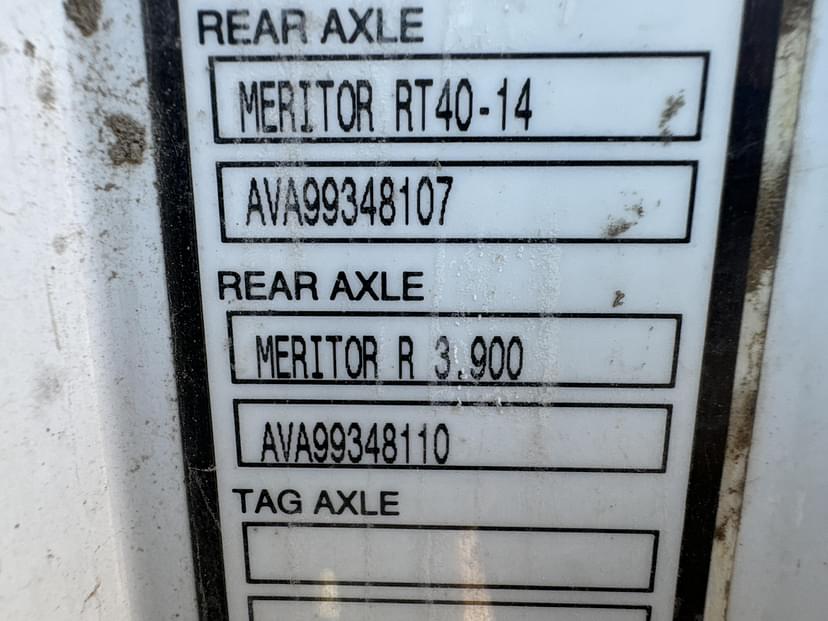 REAR AXLE
MERITOR RT40-14
AVA99348107
REAR AXLE
MERITOR R 3.900
AVA99348110
TAG AXLE